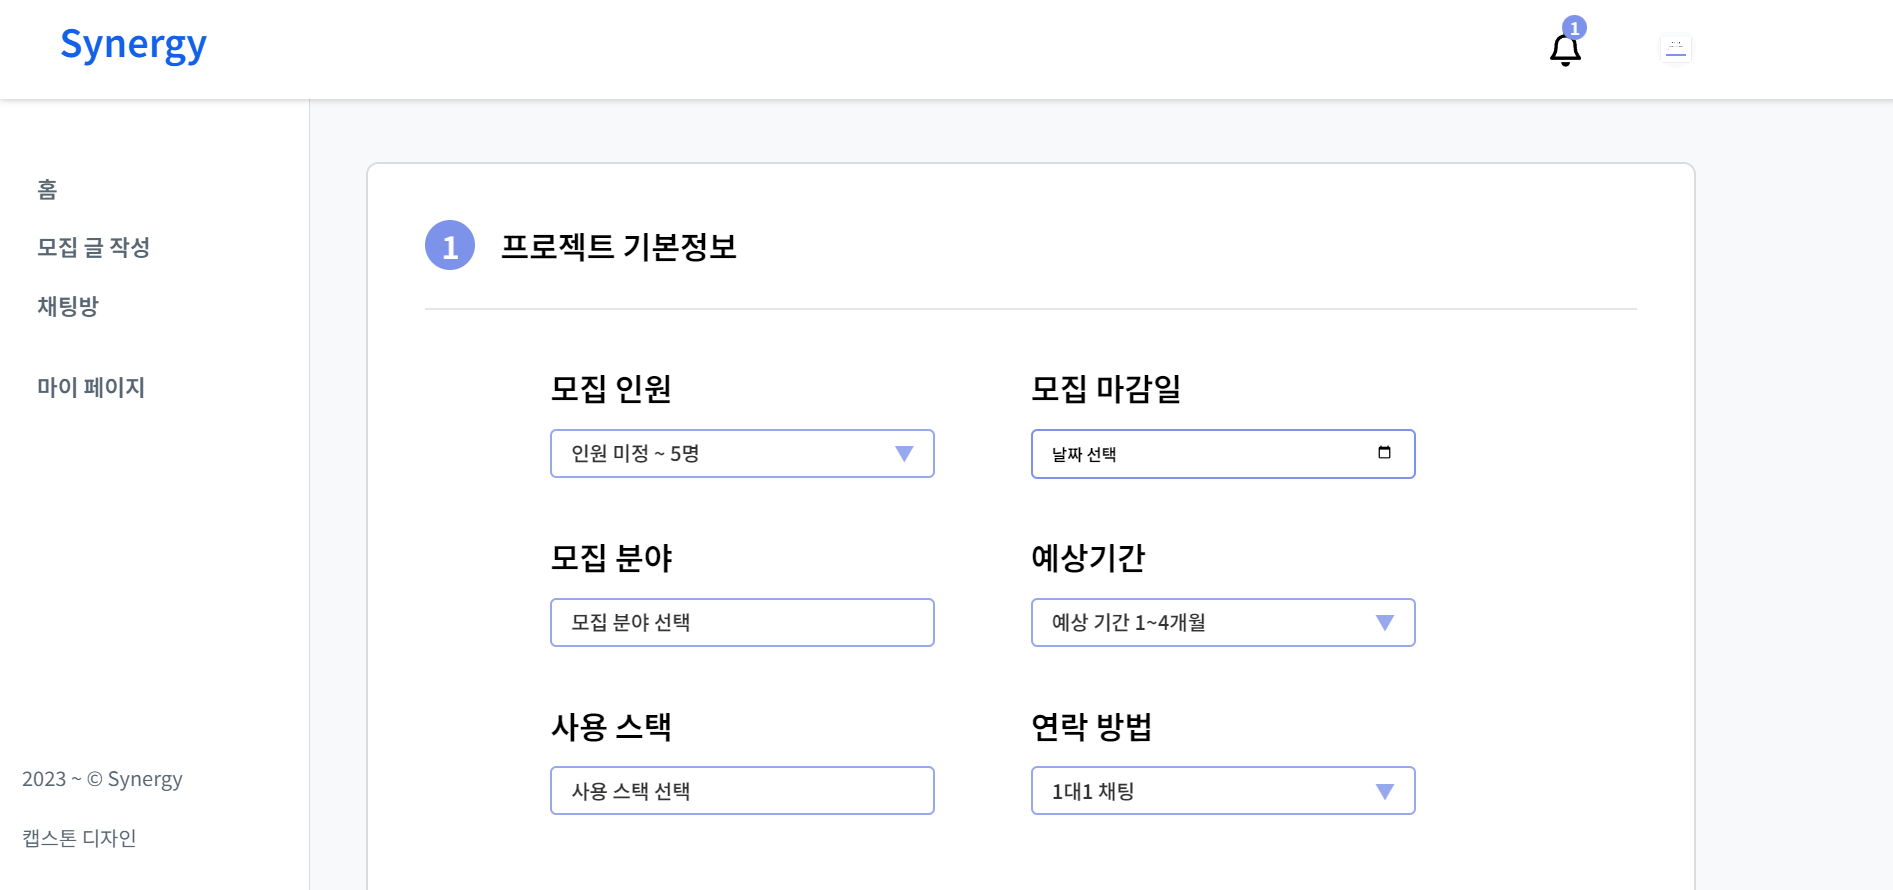 Synergy
1
홈
모집 글 작성
채팅방
마이 페이지
2023 ~ © Synergy
캡스톤 디자인
1 프로젝트 기본정보
모집 인원
인원 미정 ~ 5명
모집 마감일
날짜 선택
모집 분야
모집 분야 선택
예상기간
예상 기간 1~4개월
사용 스택
사용 스택 선택
연락 방법
1대1 채팅